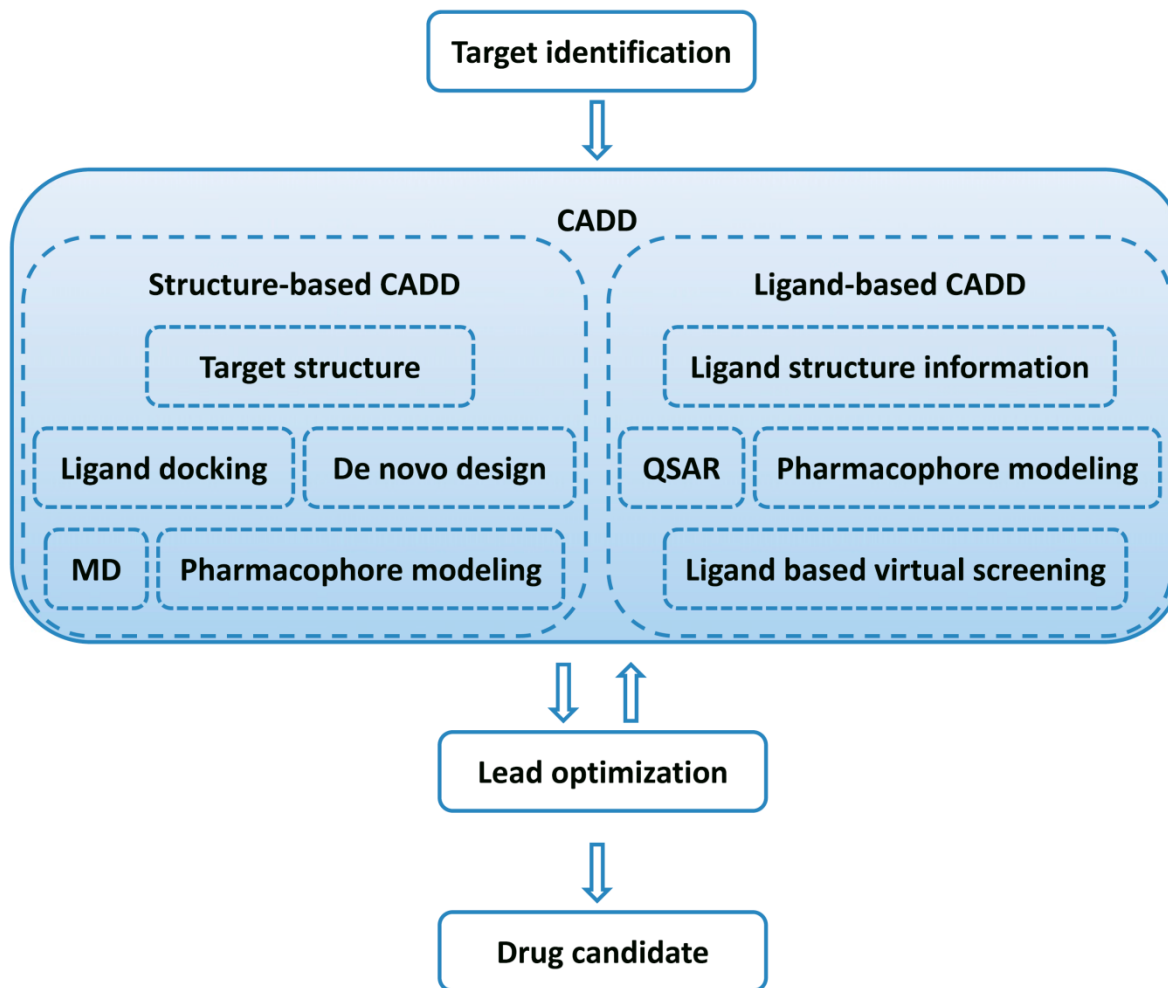 Target identification
CADD
Structure-based CADD
Target structure
Ligand docking
De novo design
MD
Pharmacophore modeling
Ligand-based CADD
Ligand structure information
QSAR
Pharmacophore modeling
Ligand based virtual screening
Lead optimization
Drug candidate